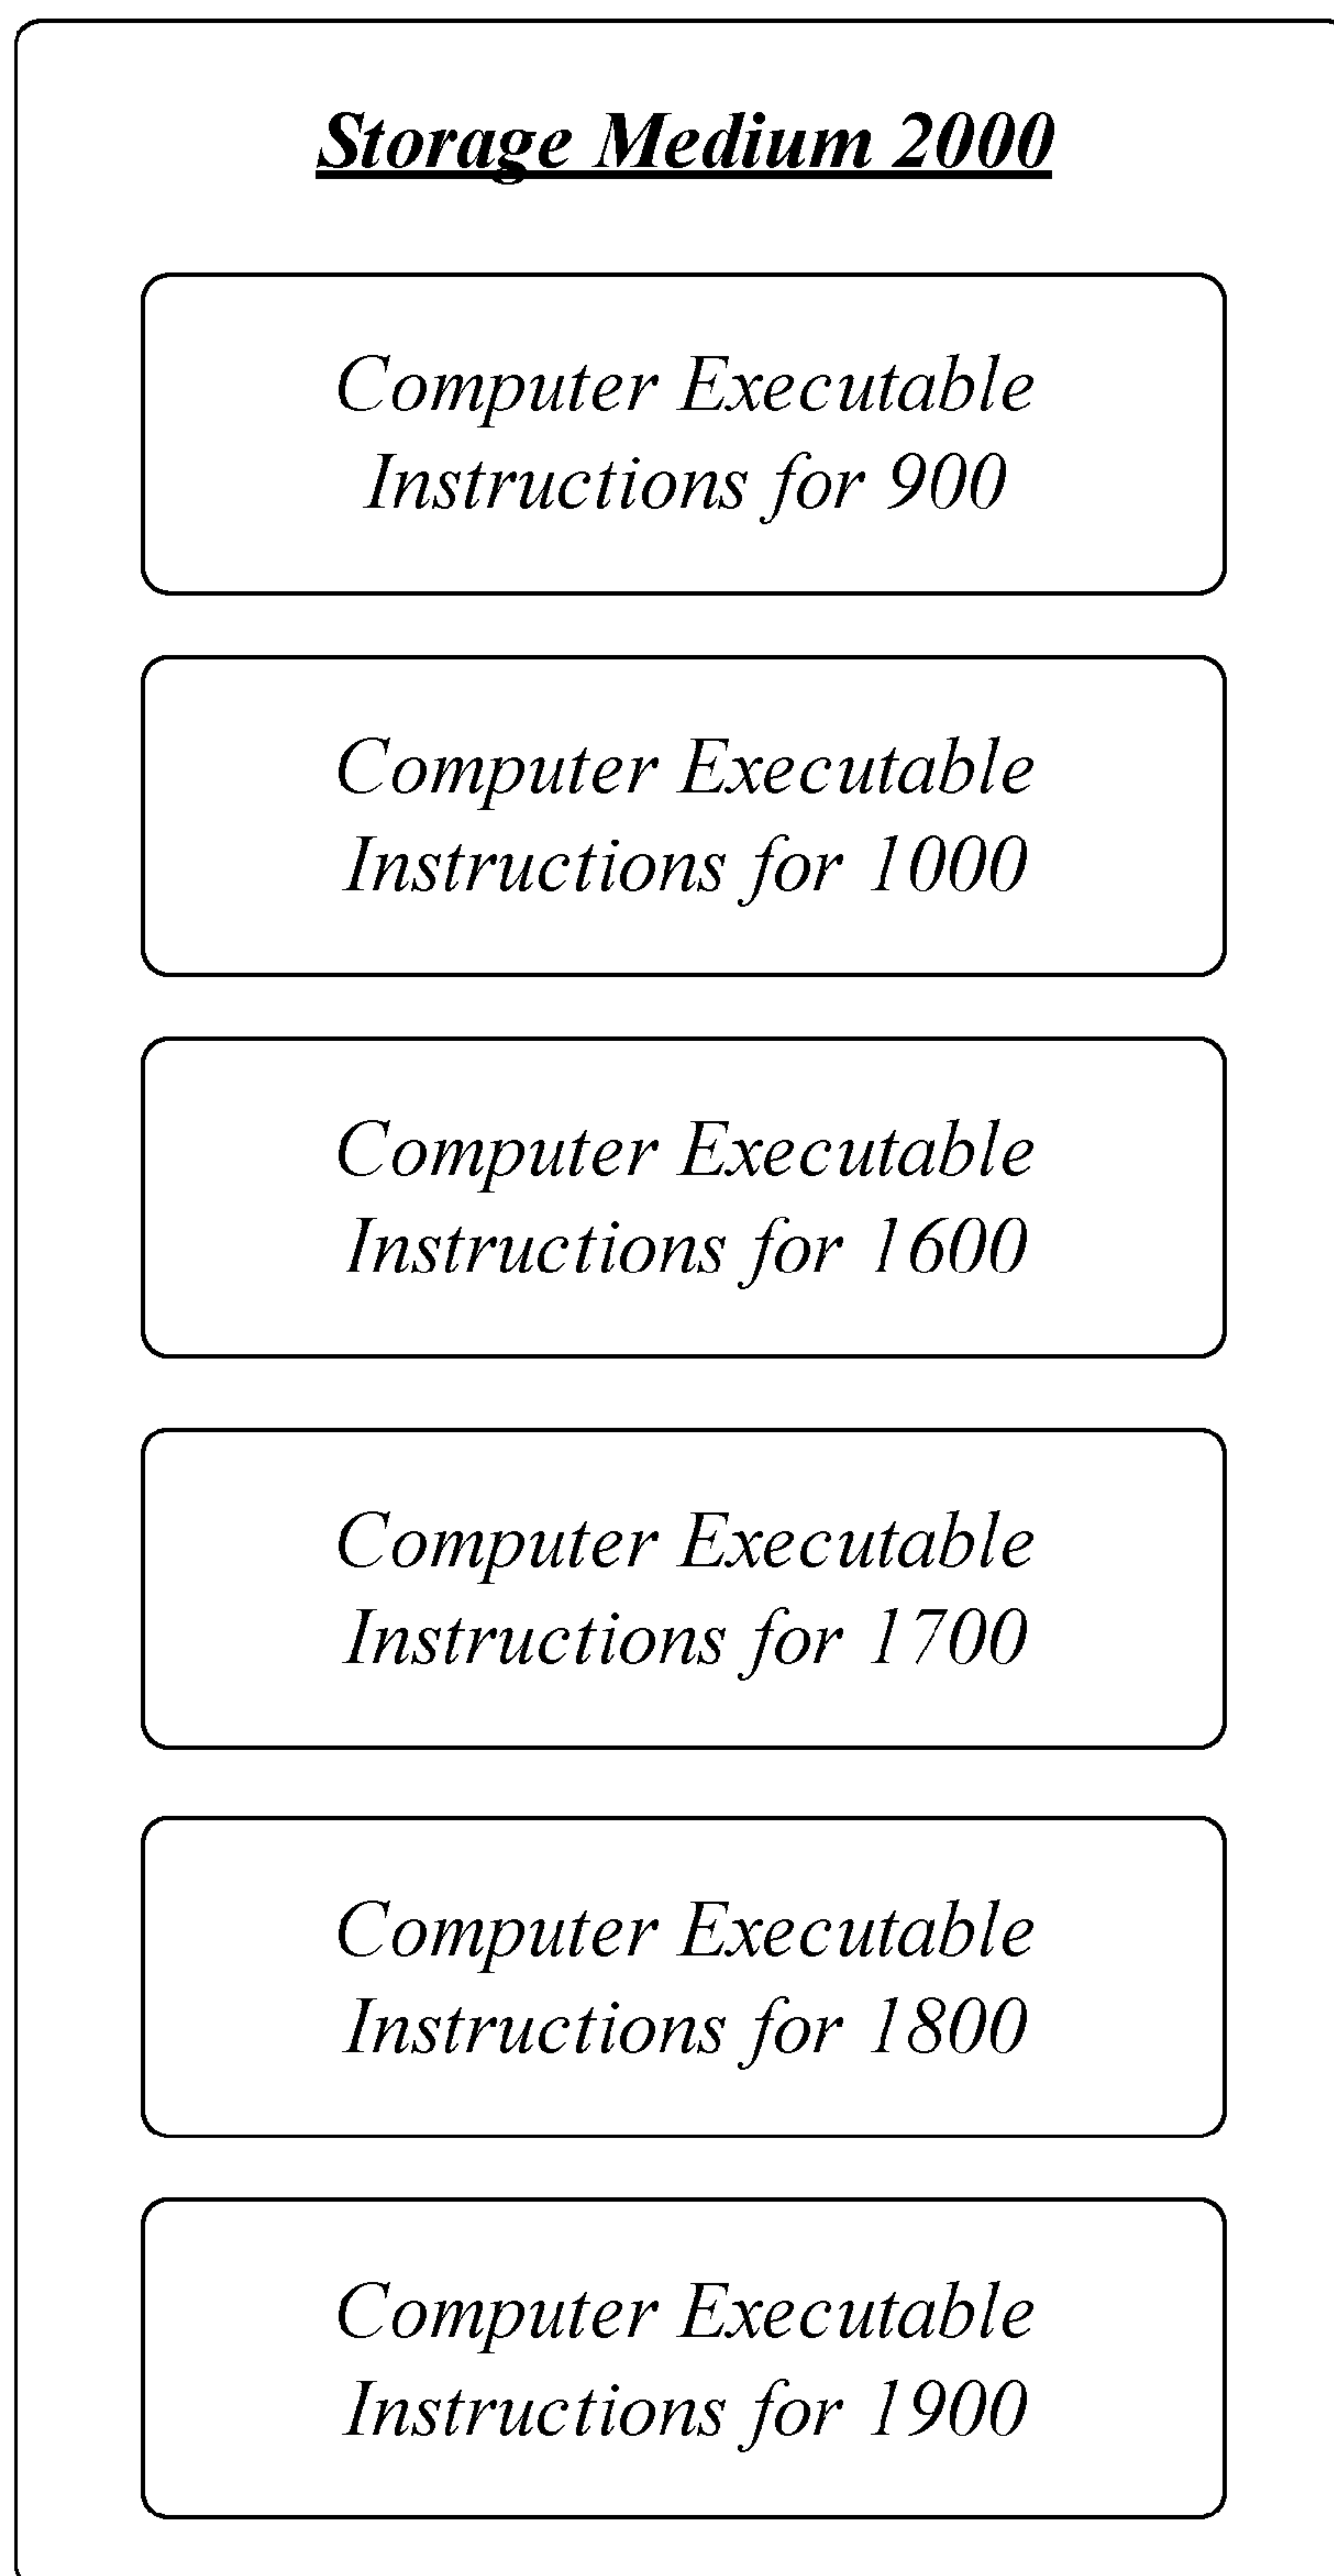 Storage Medium 2000
Computer Executable
Instructions for 900
Computer Executable
Instructions for 1000
Computer Executable
Instructions for 1600
Computer Executable
Instructions for 1700
Computer Executable
Instructions for 1800
Computer Executable
Instructions for 1900